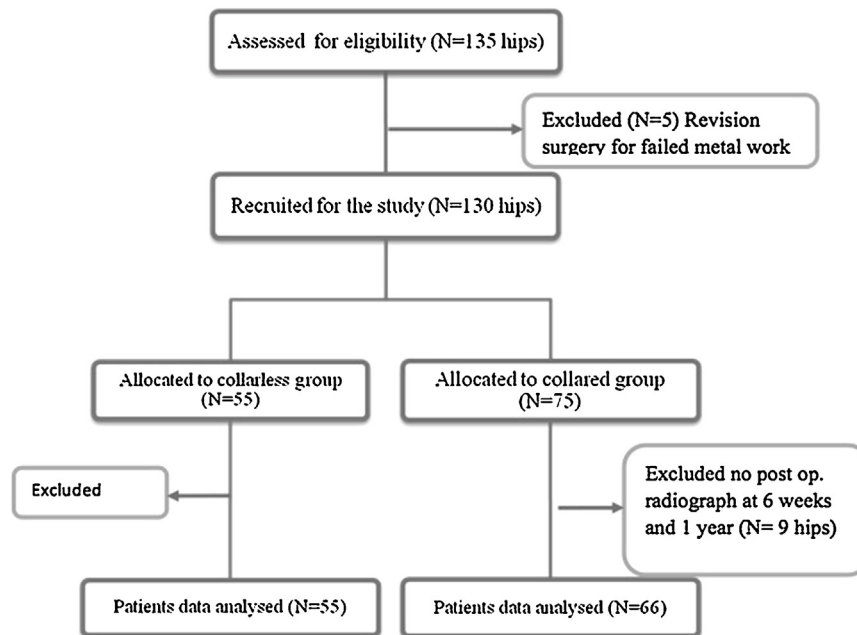 Assessed for eligibility (N=135 hips)
Excluded (N=5) Revision
surgery for failed metal work
Recruited for the study (N=130 hips)
Allocated to collarless group
(N=55)
Allocated to collared group
(N=75)
Excluded
Excluded no post op.
radiograph at 6 weeks
and 1 year (N= 9 hips)
Patients data analysed (N=55)
Patients data analysed (N=66)